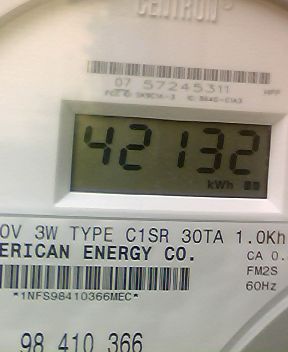 CENTRON
07 57245311
42132
kWh
0V 3W TYPE C1SR 30TA 1.0Kh
ERICAN ENERGY CO.
CA 0.
FM2S
*1NFS98410366MEC*
60Hz
98 410 366